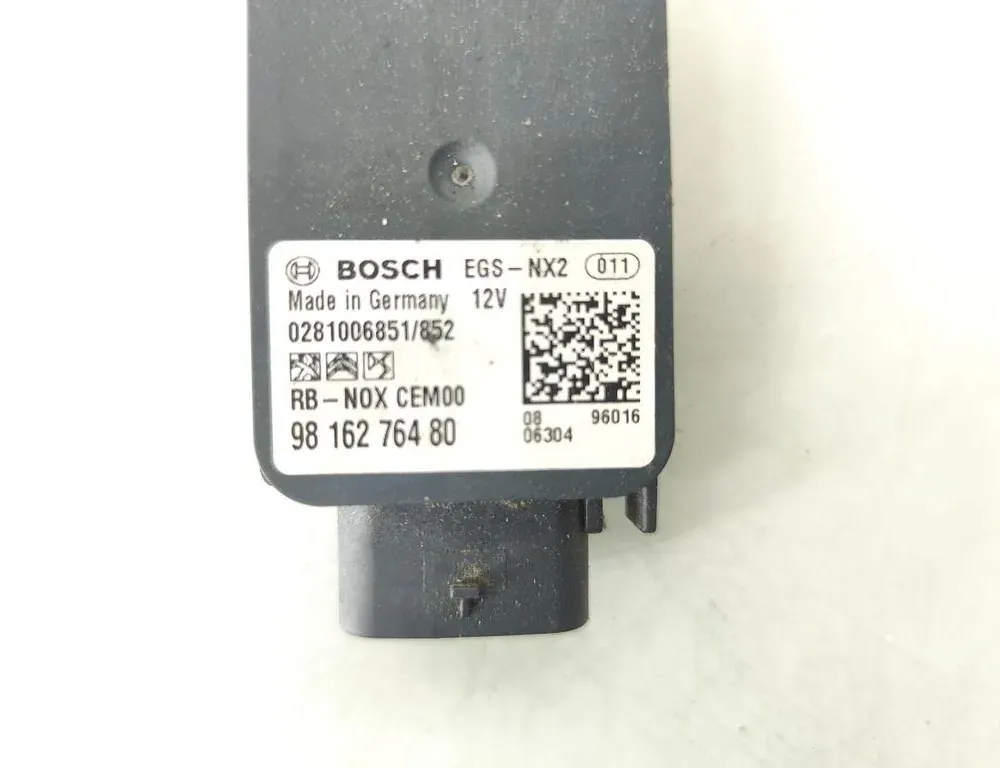 BOSCH EGS-NX2 011
Made in Germany 12V
0281006851/852
RB-NOX CEM00
98 162 764 80
08 96016
06304